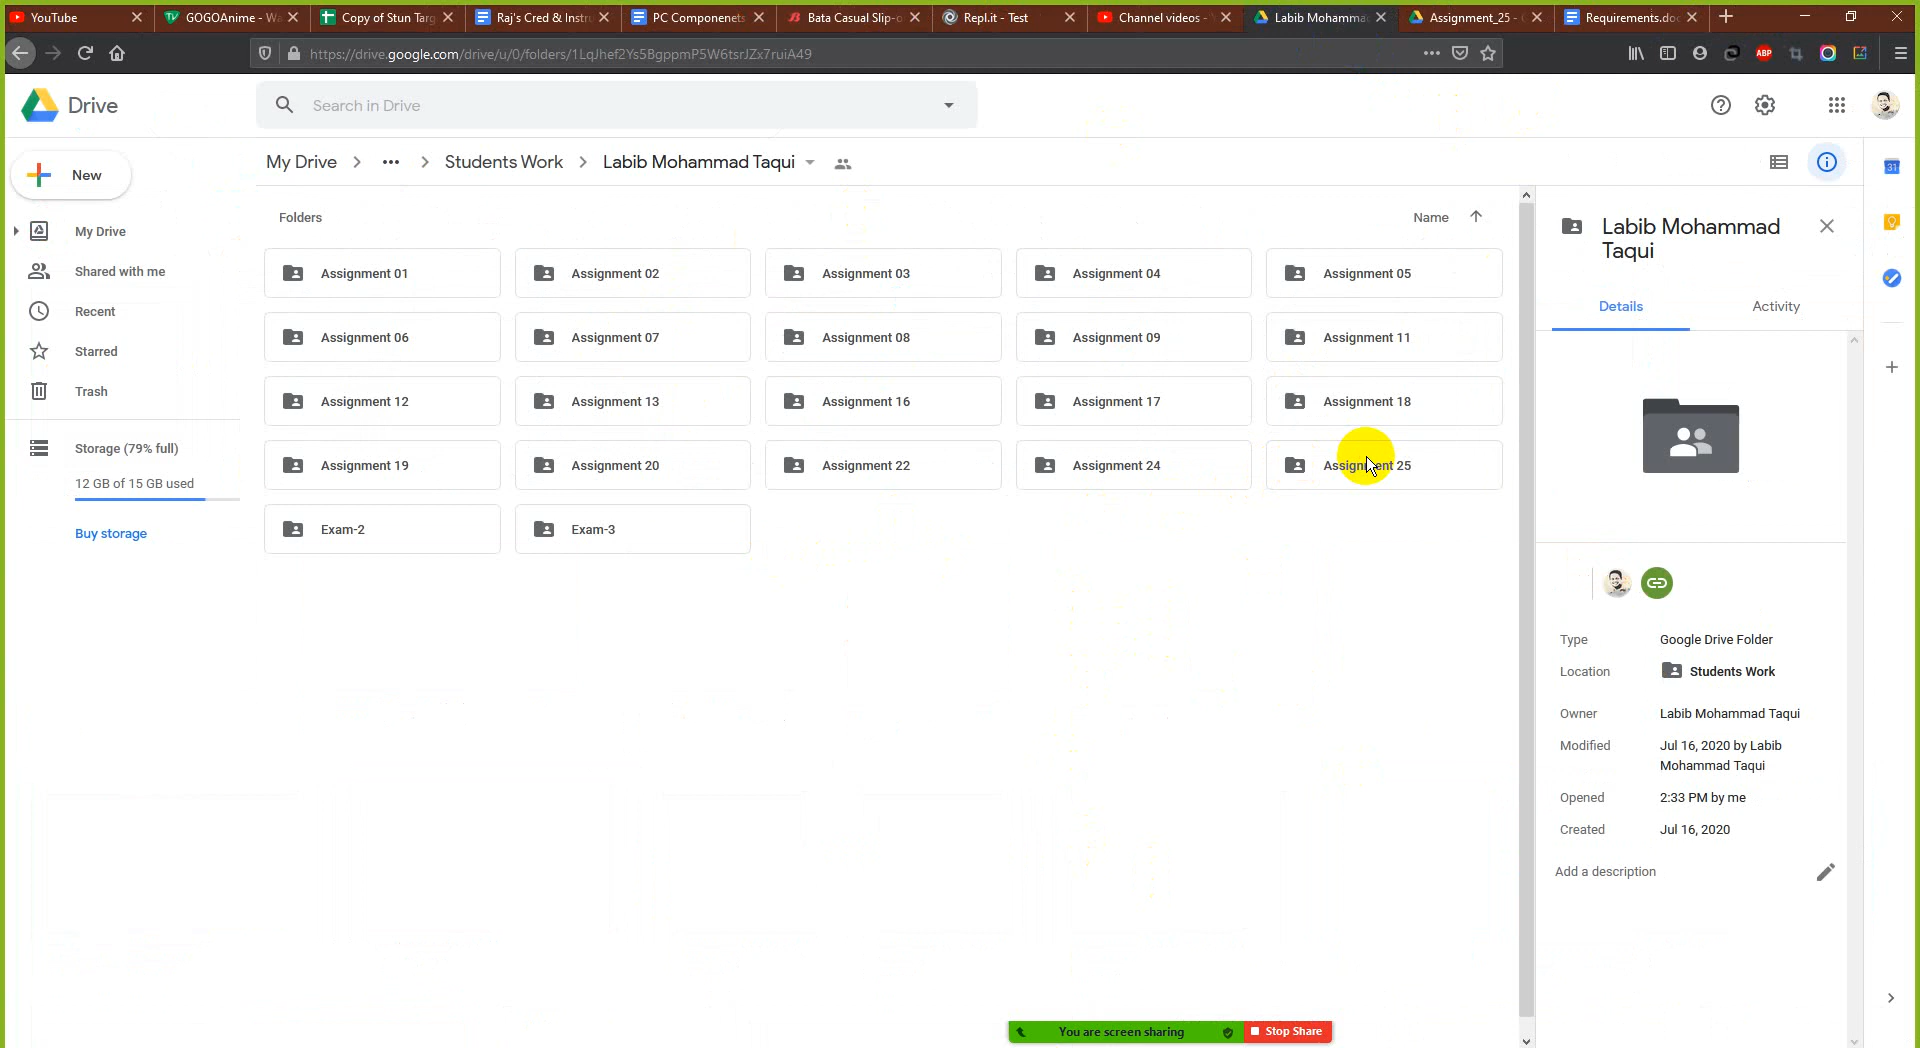 YouTube
GOGOAnime - Wa
Copy of Stun Targ
Raj's Cred & Instru
PC Componenets
Bata Casual Slip-o
Repl.it - Test
Channel videos - Y
Labib Mohammad
Assignment_25 - G
Requirements.doc
https://drive.google.com/drive/u/0/folders/1LqJhef2Ys5BgppmP5W6tsrJZx7ruiA49
ABP
Drive
Search in Drive
My Drive
Students Work
Labib Mohammad Taqui
31
New
My Drive
Shared with me
Recent
Starred
Trash
Storage (79% full)
12 GB of 15 GB used
Buy storage
Folders
Name
Assignment 01
Assignment 02
Assignment 03
Assignment 04
Assignment 05
Assignment 06
Assignment 07
Assignment 08
Assignment 09
Assignment 11
Assignment 12
Assignment 13
Assignment 16
Assignment 17
Assignment 18
Assignment 19
Assignment 20
Assignment 22
Assignment 24
Assignment 25
Exam-2
Exam-3
Labib Mohammad
Taqui
Details
Activity
Type
Google Drive Folder
Location
Students Work
Owner
Labib Mohammad Taqui
Modified
Jul 16, 2020 by Labib
Mohammad Taqui
Opened
2:33 PM by me
Created
Jul 16, 2020
Add a description
You are screen sharing
Stop Share